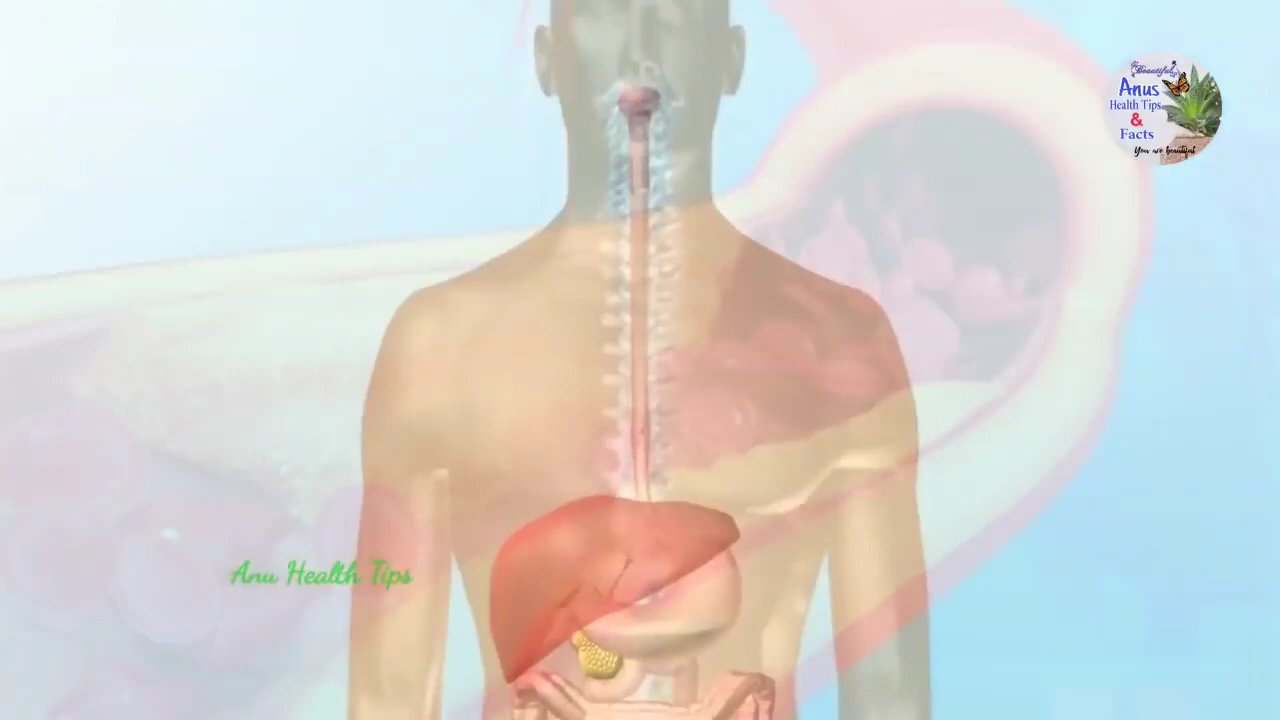 Beautiful
Anus
Health Tips
&
Facts
You are beautiful
Anu Health Tips